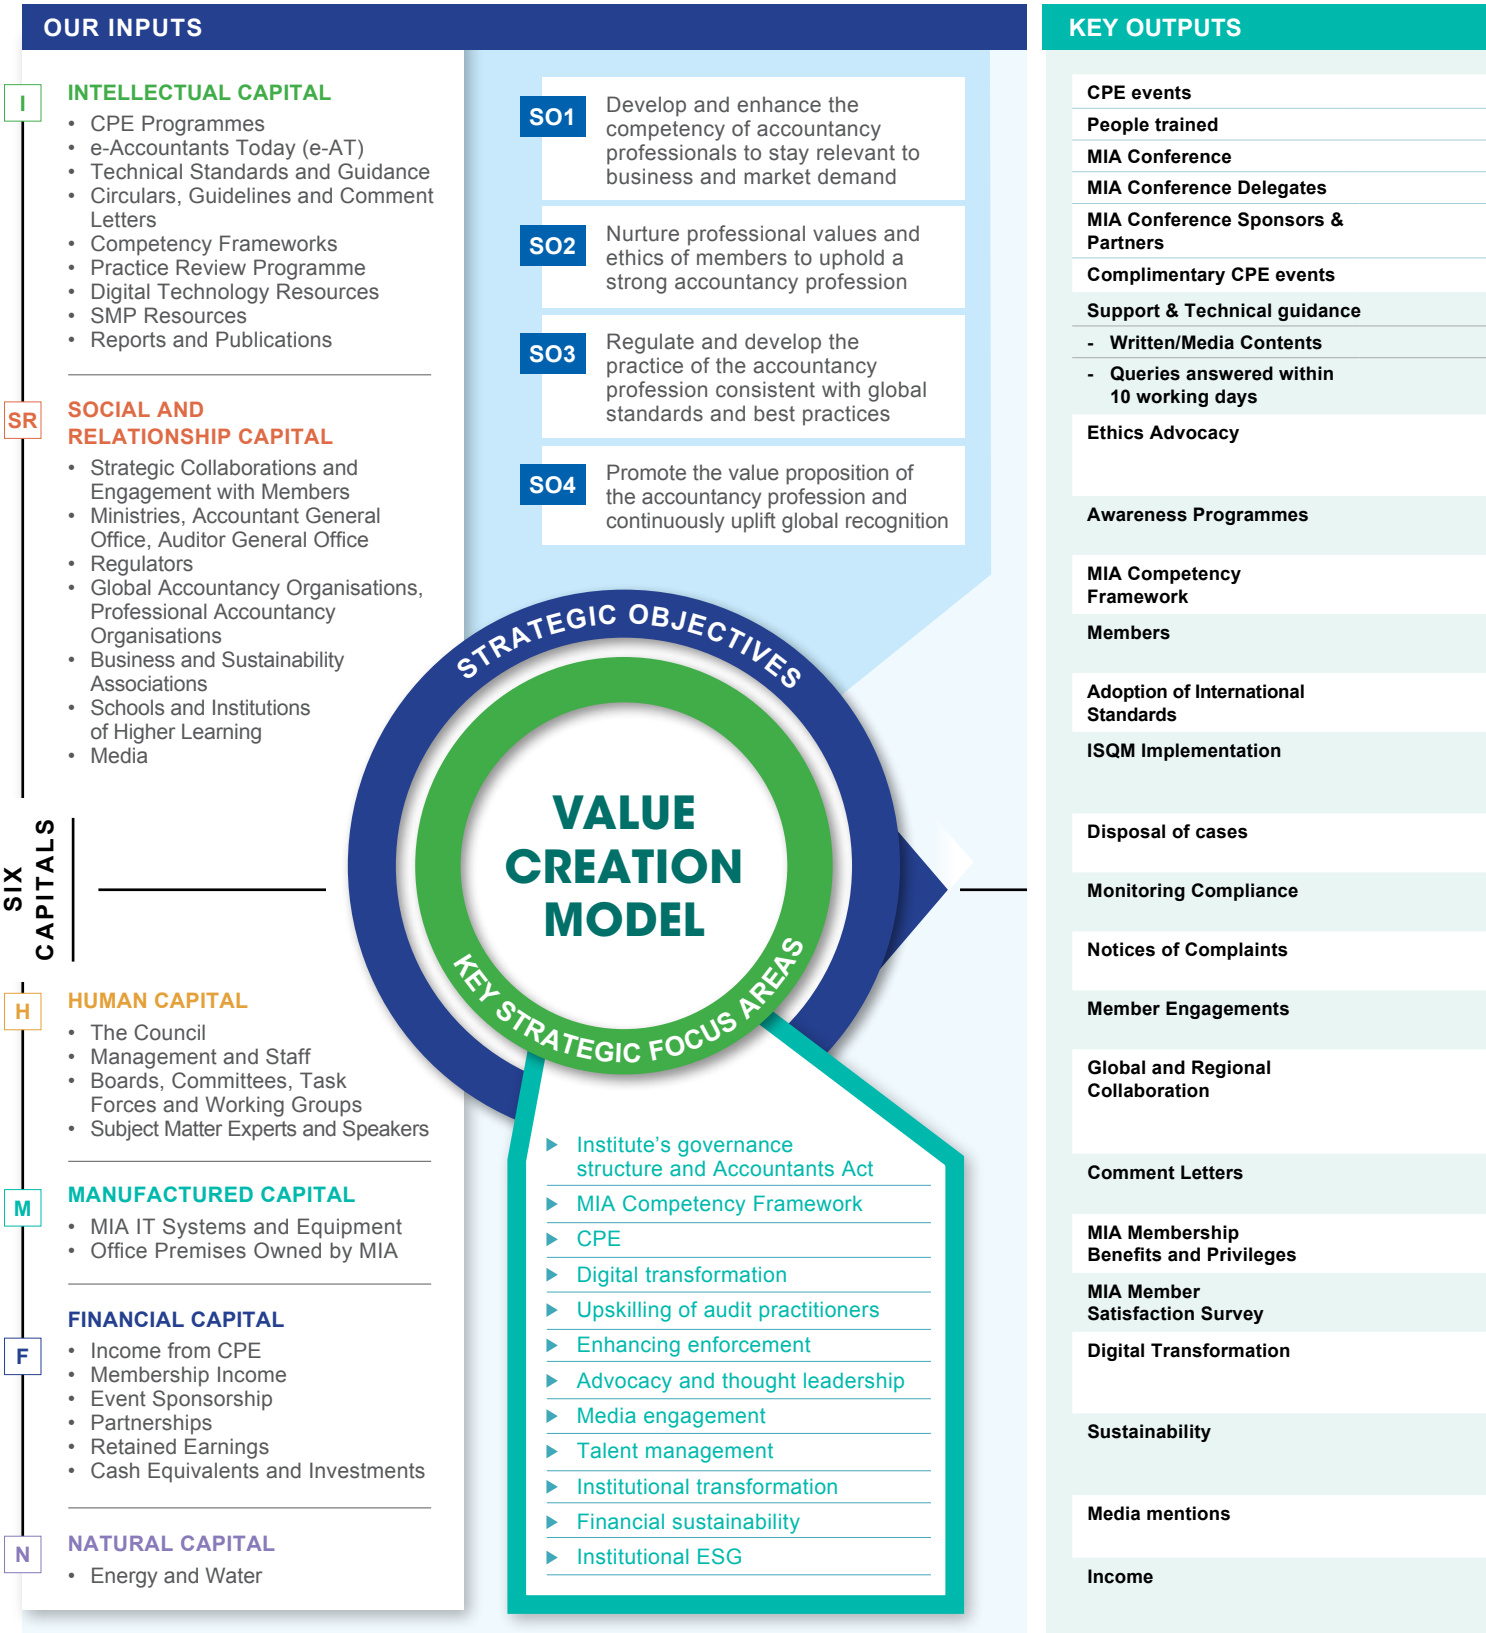 OUR INPUTS
I
INTELLECTUAL CAPITAL
• CPE Programmes
• e-Accountants Today (e-AT)
• Technical Standards and Guidance
• Circulars, Guidelines and Comment
Letters
• Competency Frameworks
• Practice Review Programme
• Digital Technology Resources
• SMP Resources
• Reports and Publications
SR
SOCIAL AND
RELATIONSHIP CAPITAL
• Strategic Collaborations and
Engagement with Members
• Ministries, Accountant General
Office, Auditor General Office
• Regulators
• Global Accountancy Organisations,
Professional Accountancy
Organisations
• Business and Sustainability
Associations
• Schools and Institutions
of Higher Learning
• Media
SIX
CAPITALS
H
HUMAN CAPITAL
• The Council
• Management and Staff
• Boards, Committees, Task
Forces and Working Groups
• Subject Matter Experts and Speakers
M
MANUFACTURED CAPITAL
• MIA IT Systems and Equipment
• Office Premises Owned by MIA
F
FINANCIAL CAPITAL
• Income from CPE
• Membership Income
• Event Sponsorship
• Partnerships
• Retained Earnings
• Cash Equivalents and Investments
N
NATURAL CAPITAL
• Energy and Water
SO1
Develop and enhance the
competency of accountancy
professionals to stay relevant to
business and market demand
SO2
Nurture professional values and
ethics of members to uphold a
strong accountancy profession
SO3
Regulate and develop the
practice of the accountancy
profession consistent with global
standards and best practices
SO4
Promote the value proposition of
the accountancy profession and
continuously uplift global recognition
STRATEGIC OBJECTIVES
VALUE
CREATION
MODEL
KEY STRATEGIC FOCUS AREAS
Institute’s governance
structure and Accountants Act
MIA Competency Framework
CPE
Digital transformation
Upskilling of audit practitioners
Enhancing enforcement
Advocacy and thought leadership
Media engagement
Talent management
Institutional transformation
Financial sustainability
Institutional ESG
KEY OUTPUTS
CPE events
People trained
MIA Conference
MIA Conference Delegates
MIA Conference Sponsors &
Partners
Complimentary CPE events
Support & Technical guidance
- Written/Media Contents
- Queries answered within
10 working days
Ethics Advocacy
Awareness Programmes
MIA Competency
Framework
Members
Adoption of International
Standards
ISQM Implementation
Disposal of cases
Monitoring Compliance
Notices of Complaints
Member Engagements
Global and Regional
Collaboration
Comment Letters
MIA Membership
Benefits and Privileges
MIA Member
Satisfaction Survey
Digital Transformation
Sustainability
Media mentions
Income